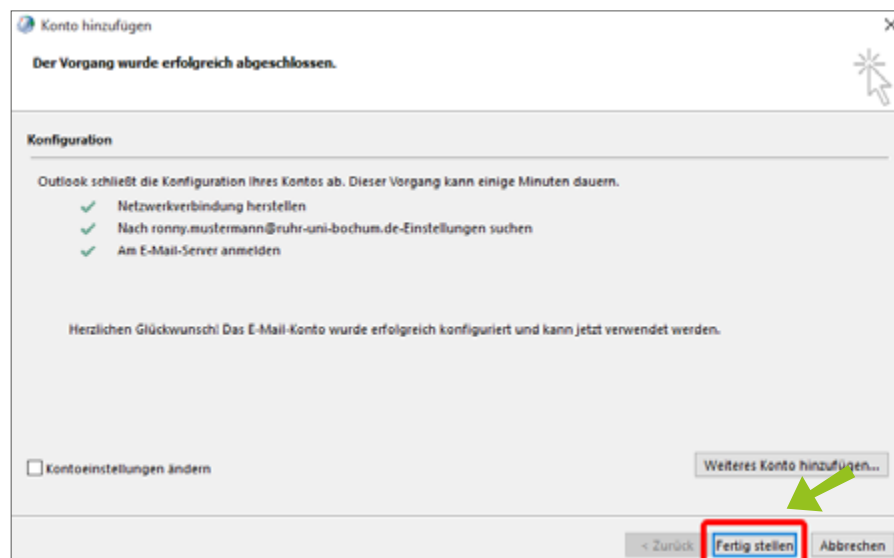 Konto hinzufügen
Der Vorgang wurde erfolgreich abgeschlossen.
Konfiguration
Outlook schließt die Konfiguration Ihres Kontos ab. Dieser Vorgang kann einige Minuten dauern.
Netzwerkverbindung herstellen
Nach ronny.mustermann@ruhr-uni-bochum.de-Einstellungen suchen
Am E-Mail-Server anmelden
Herzlichen Glückwunsch! Das E-Mail-Konto wurde erfolgreich konfiguriert und kann jetzt verwendet werden.
Kontoeinstellungen ändern
Weiteres Konto hinzufügen...
< Zurück Fertig stellen Abbrechen